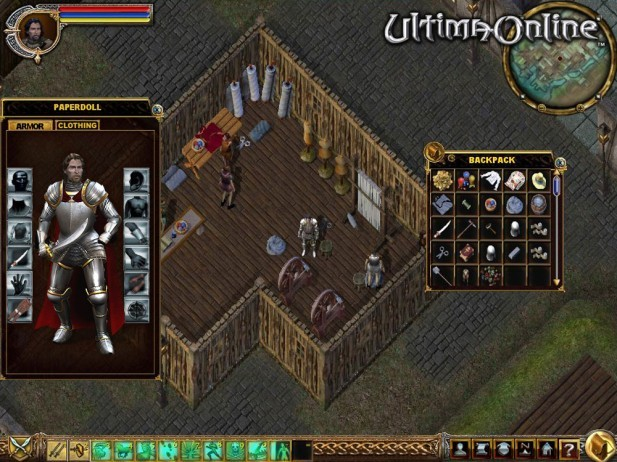 Ultima Online
PAPERDOLL
ARMOR CLOTHING
BACKPACK
?